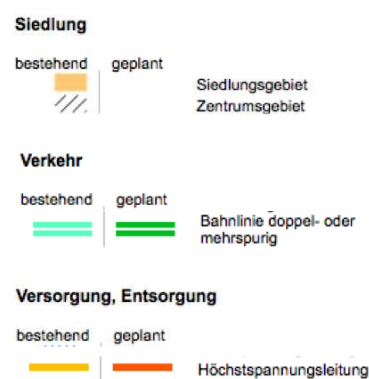 Siedlung
bestehend geplant
Siedlungsgebiet
Zentrumsgebiet
Verkehr
bestehend geplant
Bahnlinie doppel- oder
mehrspurig
Versorgung, Entsorgung
bestehend geplant
Höchstspannungsleitung